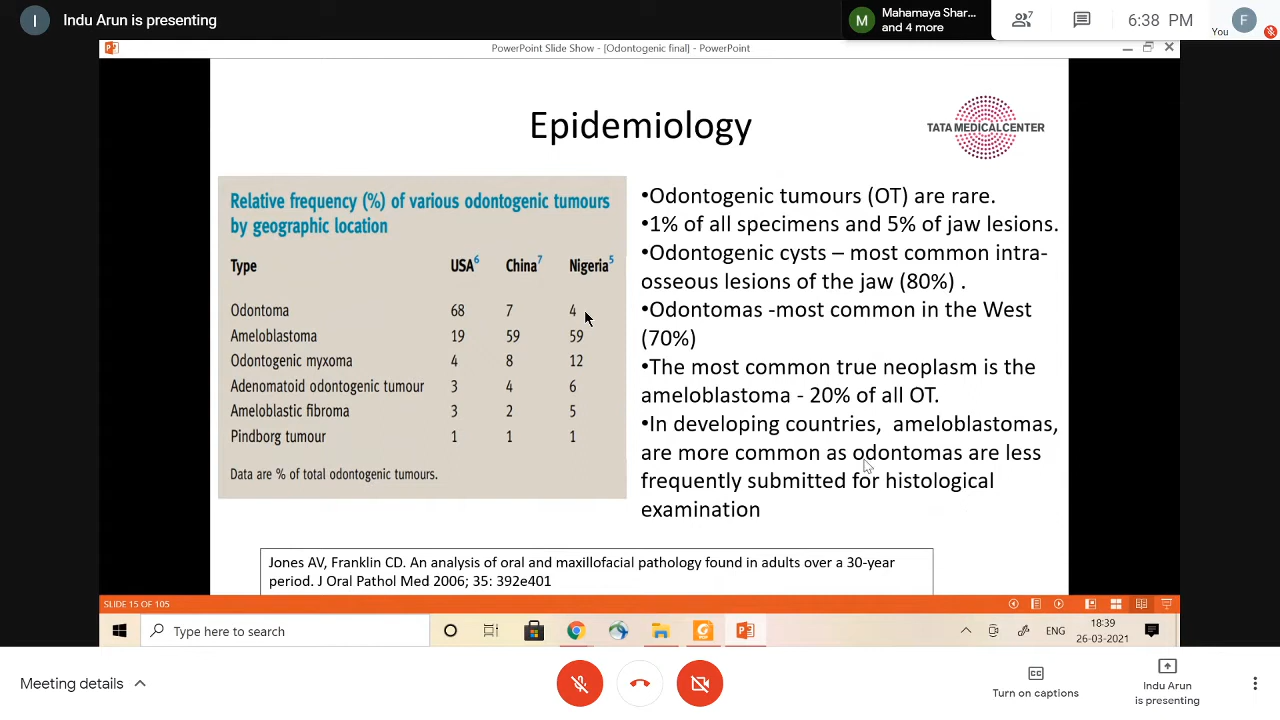 I
Indu Arun is presenting
M
Mahamaya Shar...
and 4 more
7
6:38 PM
F
You
PowerPoint Slide Show - [Odontogenic final] - PowerPoint
Epidemiology
TATA MEDICAL CENTER
Relative frequency (%) of various odontogenic tumours
by geographic location
Type USA6 China7 Nigeria5
Odontoma 68 7 4
Ameloblastoma 19 59 59
Odontogenic myxoma 4 8 12
Adenomatoid odontogenic tumour 3 4 6
Ameloblastic fibroma 3 2 5
Pindborg tumour 1 1 1
Data are % of total odontogenic tumours.
•Odontogenic tumours (OT) are rare.
•1% of all specimens and 5% of jaw lesions.
•Odontogenic cysts – most common intra-
osseous lesions of the jaw (80%) .
•Odontomas -most common in the West
(70%)
•The most common true neoplasm is the
ameloblastoma - 20% of all OT.
•In developing countries, ameloblastomas,
are more common as odontomas are less
frequently submitted for histological
examination
Jones AV, Franklin CD. An analysis of oral and maxillofacial pathology found in adults over a 30-year
period. J Oral Pathol Med 2006; 35: 392e401
SLIDE 15 OF 105
Type here to search
ENG
18:39
26-03-2021
Meeting details
CC
Turn on captions
Indu Arun
is presenting